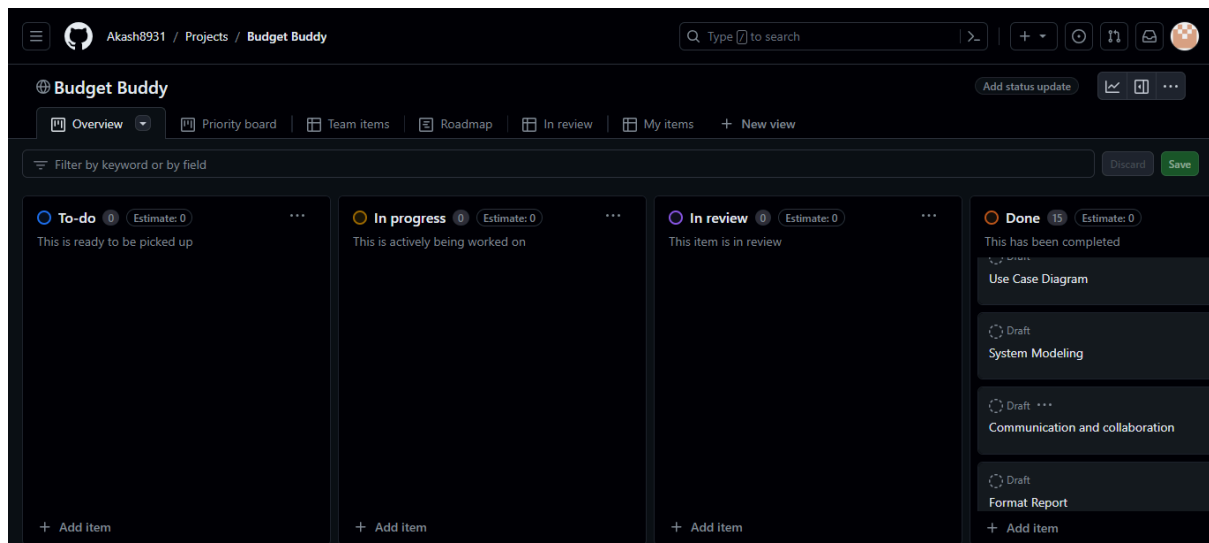 Akash8931 / Projects / Budget Buddy
Type / to search
Budget Buddy
Add status update
Overview Priority board Team items Roadmap In review My items + New view
Filter by keyword or by field
Discard Save
To-do 0 Estimate: 0
This is ready to be picked up
In progress 0 Estimate: 0
This is actively being worked on
In review 0 Estimate: 0
This item is in review
Done 15 Estimate: 0
This has been completed
Draft
Use Case Diagram
Draft
System Modeling
Draft
Communication and collaboration
Draft
Format Report
+ Add item
+ Add item
+ Add item
+ Add item